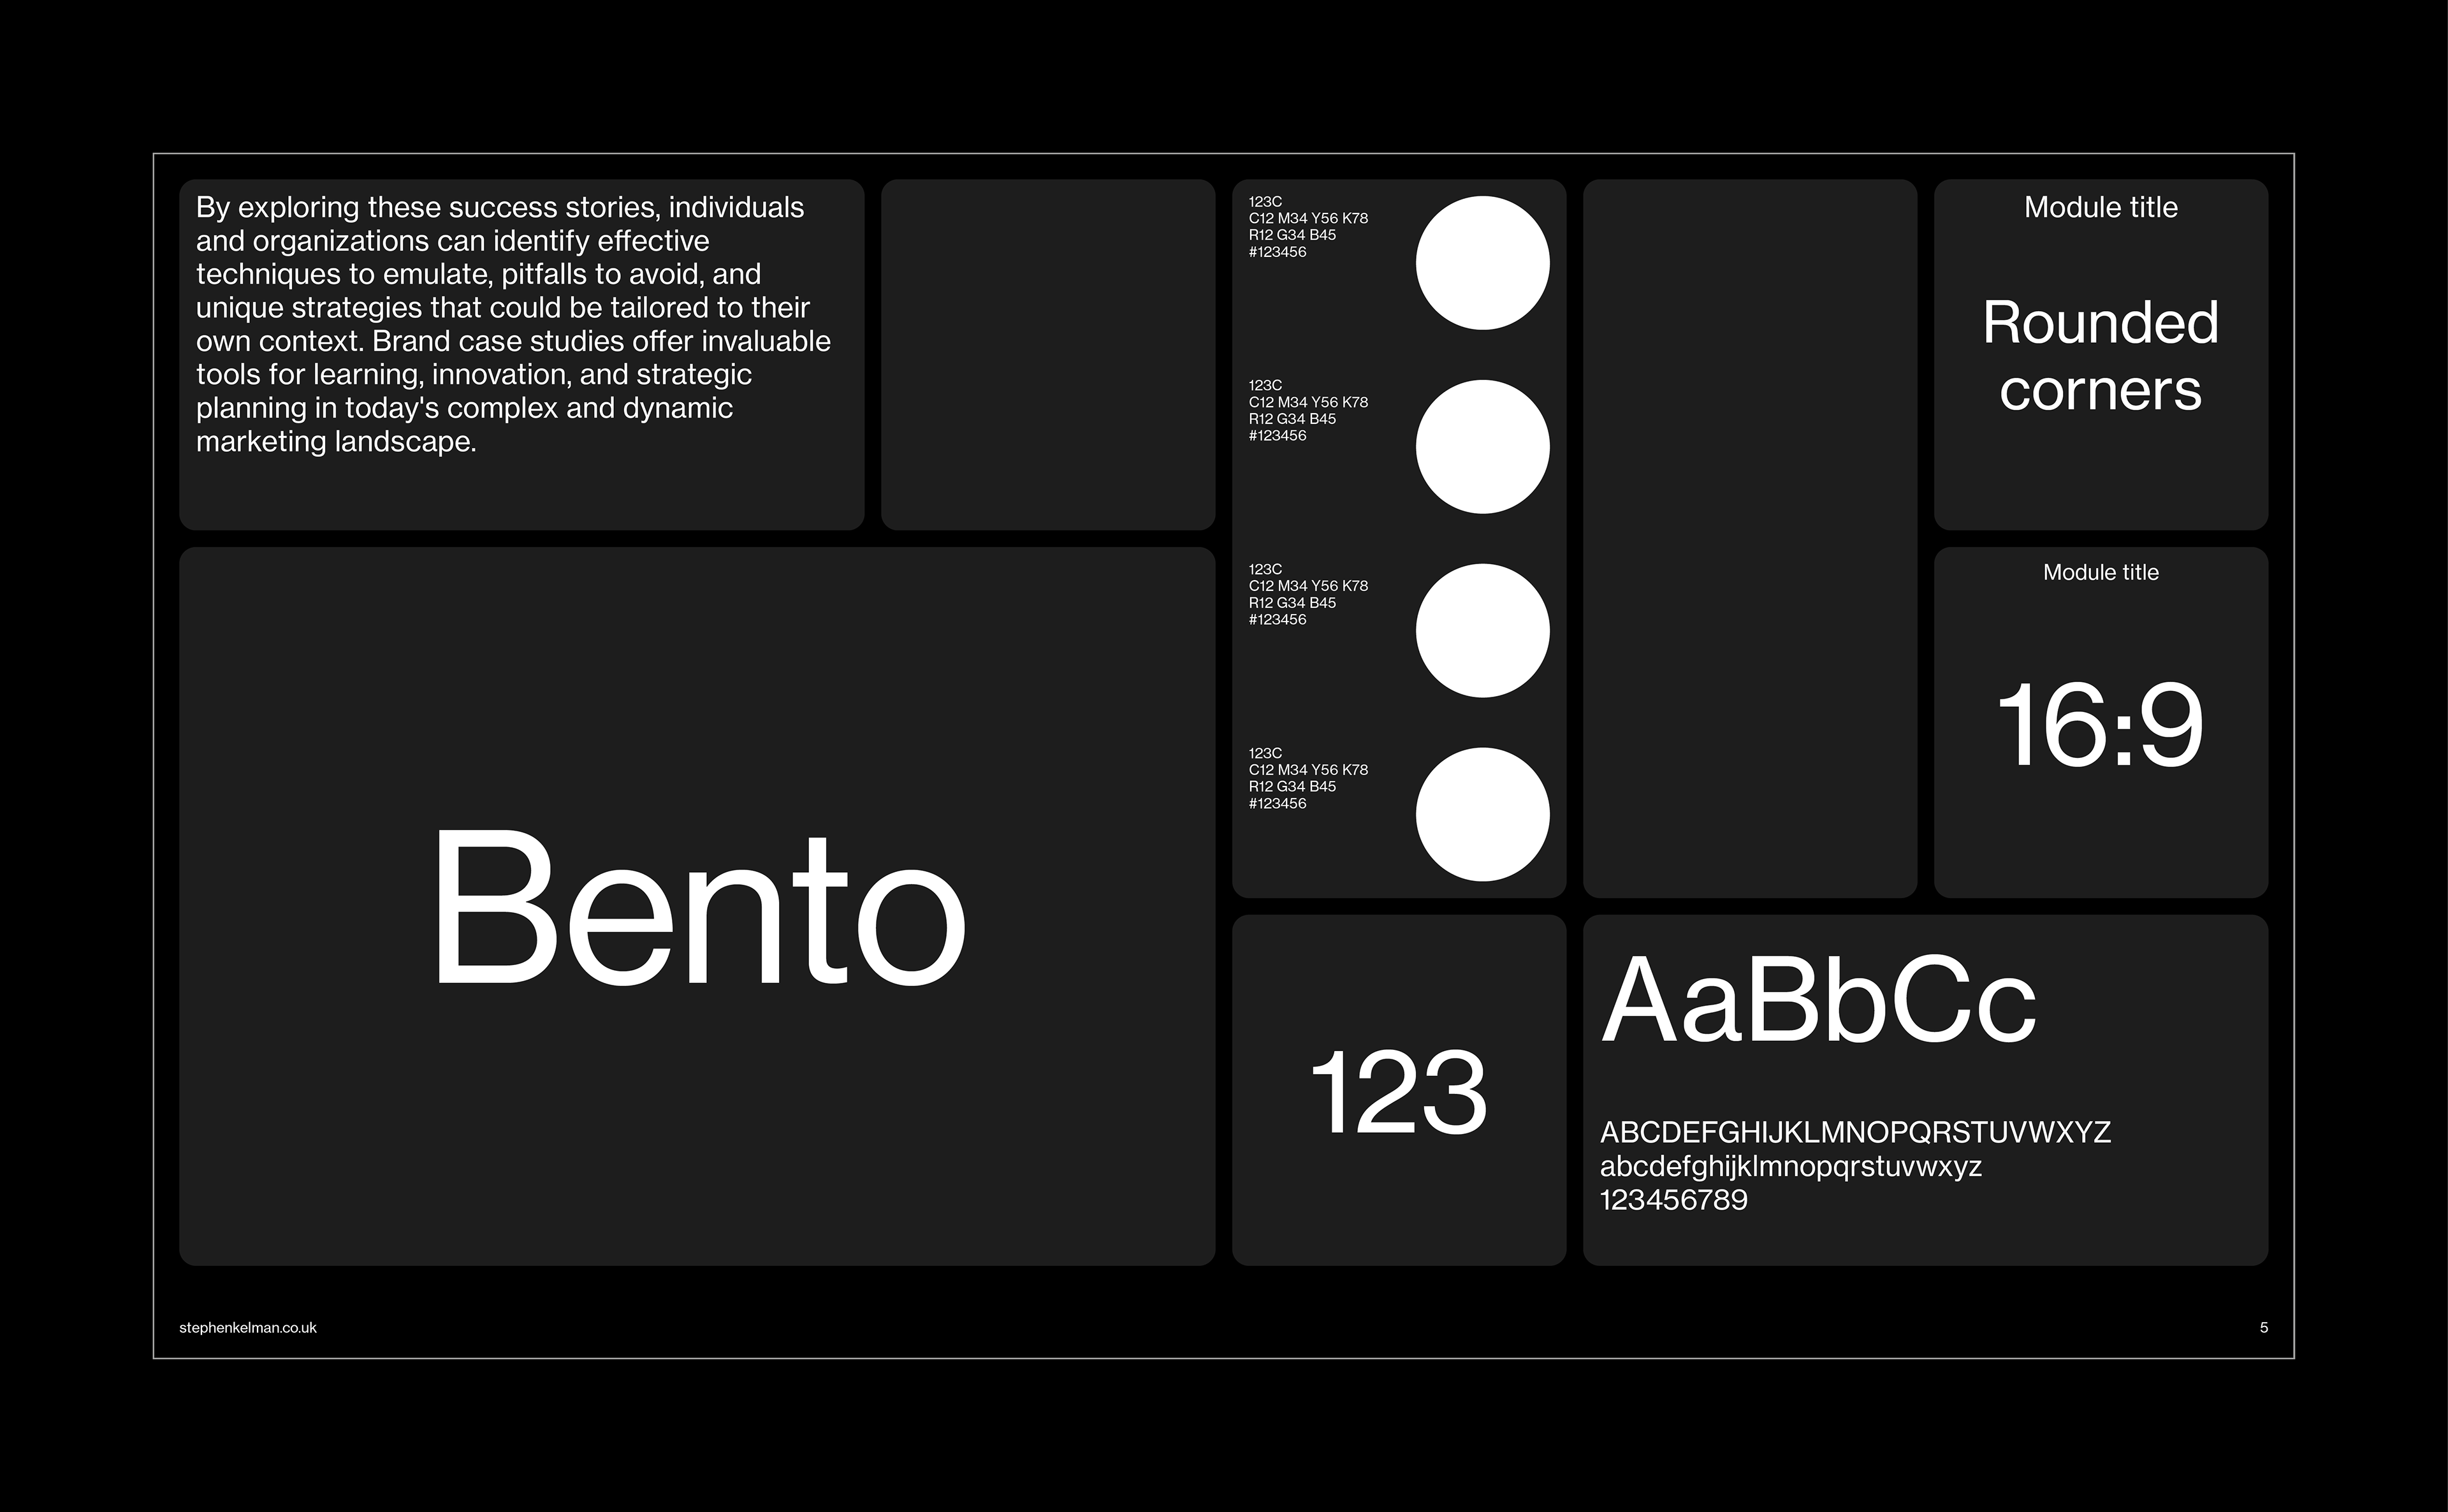 By exploring these success stories, individuals
and organizations can identify effective
techniques to emulate, pitfalls to avoid, and
unique strategies that could be tailored to their
own context. Brand case studies offer invaluable
tools for learning, innovation, and strategic
planning in today's complex and dynamic
marketing landscape.
Bento
123C
C12 M34 Y56 K78
R12 G34 B45
#123456
123C
C12 M34 Y56 K78
R12 G34 B45
#123456
123C
C12 M34 Y56 K78
R12 G34 B45
#123456
123C
C12 M34 Y56 K78
R12 G34 B45
#123456
123
Module title
Rounded
corners
Module title
16:9
AaBbCc
ABCDEFGHIJKLMNOPQRSTUVWXYZ
abcdefghijklmnopqrstuvwxyz
123456789
stephenkelman.co.uk
5